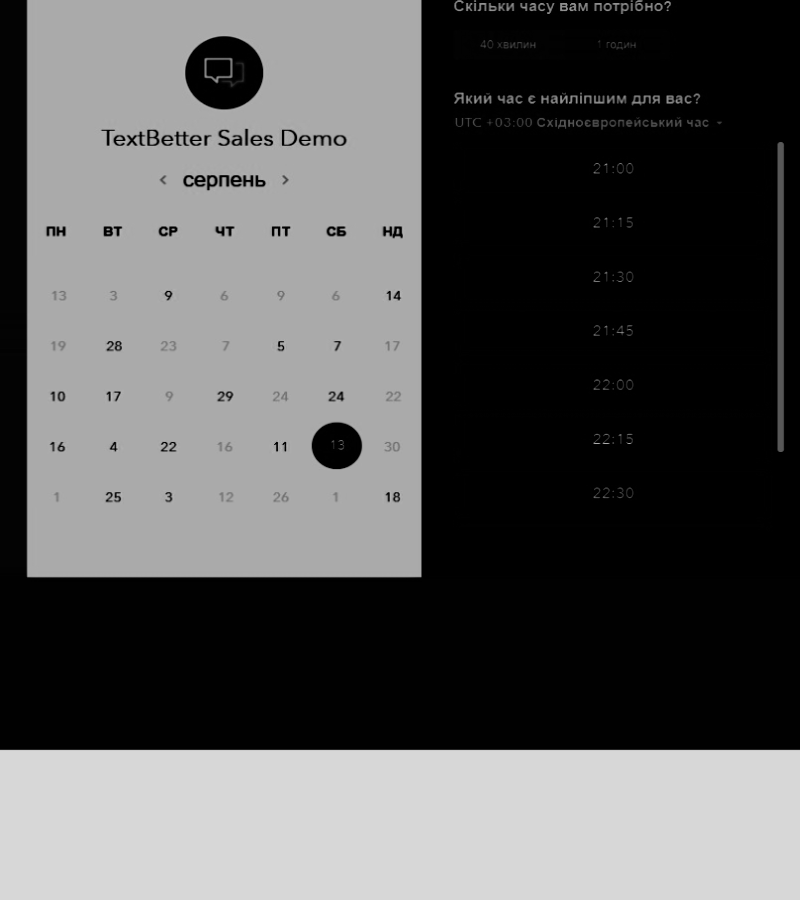 TextBetter Sales Demo
‹ серпень ›
ПН ВТ СР ЧТ ПТ СБ НД
13 3 9 6 9 6 14
19 28 23 7 5 7 17
10 17 9 29 24 24 22
16 4 22 16 11 13 30
1 25 3 12 26 1 18
Скільки часу вам потрібно?
40 хвилин 1 годин
Який час є найліпшим для вас?
UTC +03:00 Східноєвропейський час
21:00
21:15
21:30
21:45
22:00
22:15
22:30